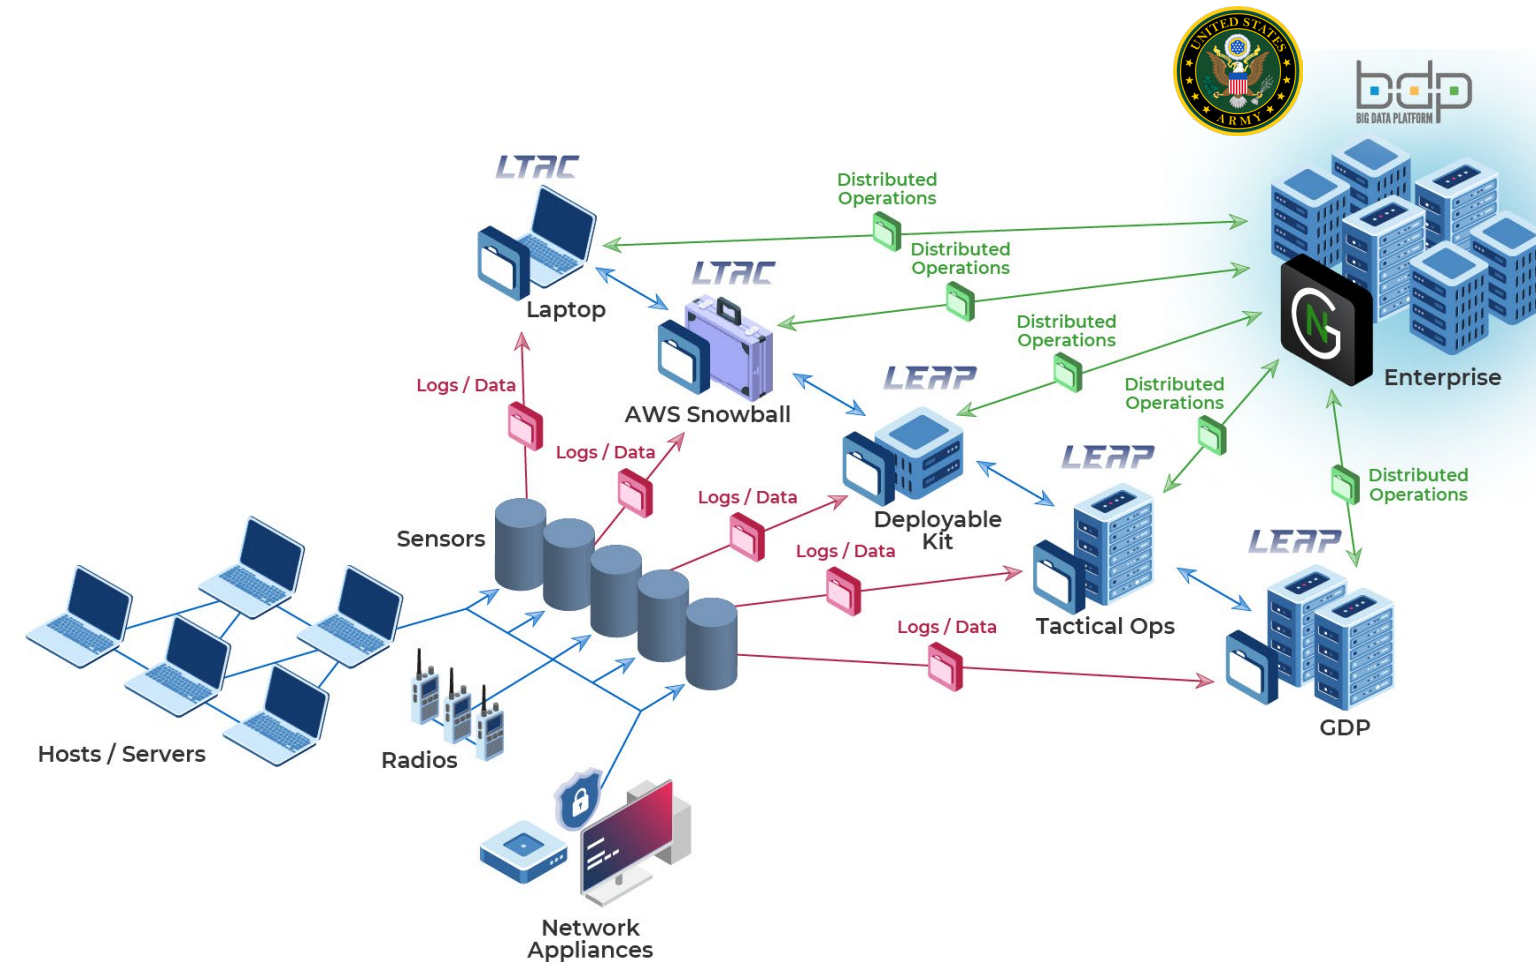 UNITED STATES
ARMY
bdp
BIG DATA PLATFORM
LTAC
Laptop
Distributed
Operations
LTAC
AWS Snowball
Distributed
Operations
LEAP
Deployable
Kit
Distributed
Operations
LEAP
Tactical Ops
Distributed
Operations
GN
Enterprise
LEAP
GDP
Distributed
Operations
Logs / Data
Logs / Data
Logs / Data
Logs / Data
Logs / Data
Sensors
Hosts / Servers
Radios
Network
Appliances